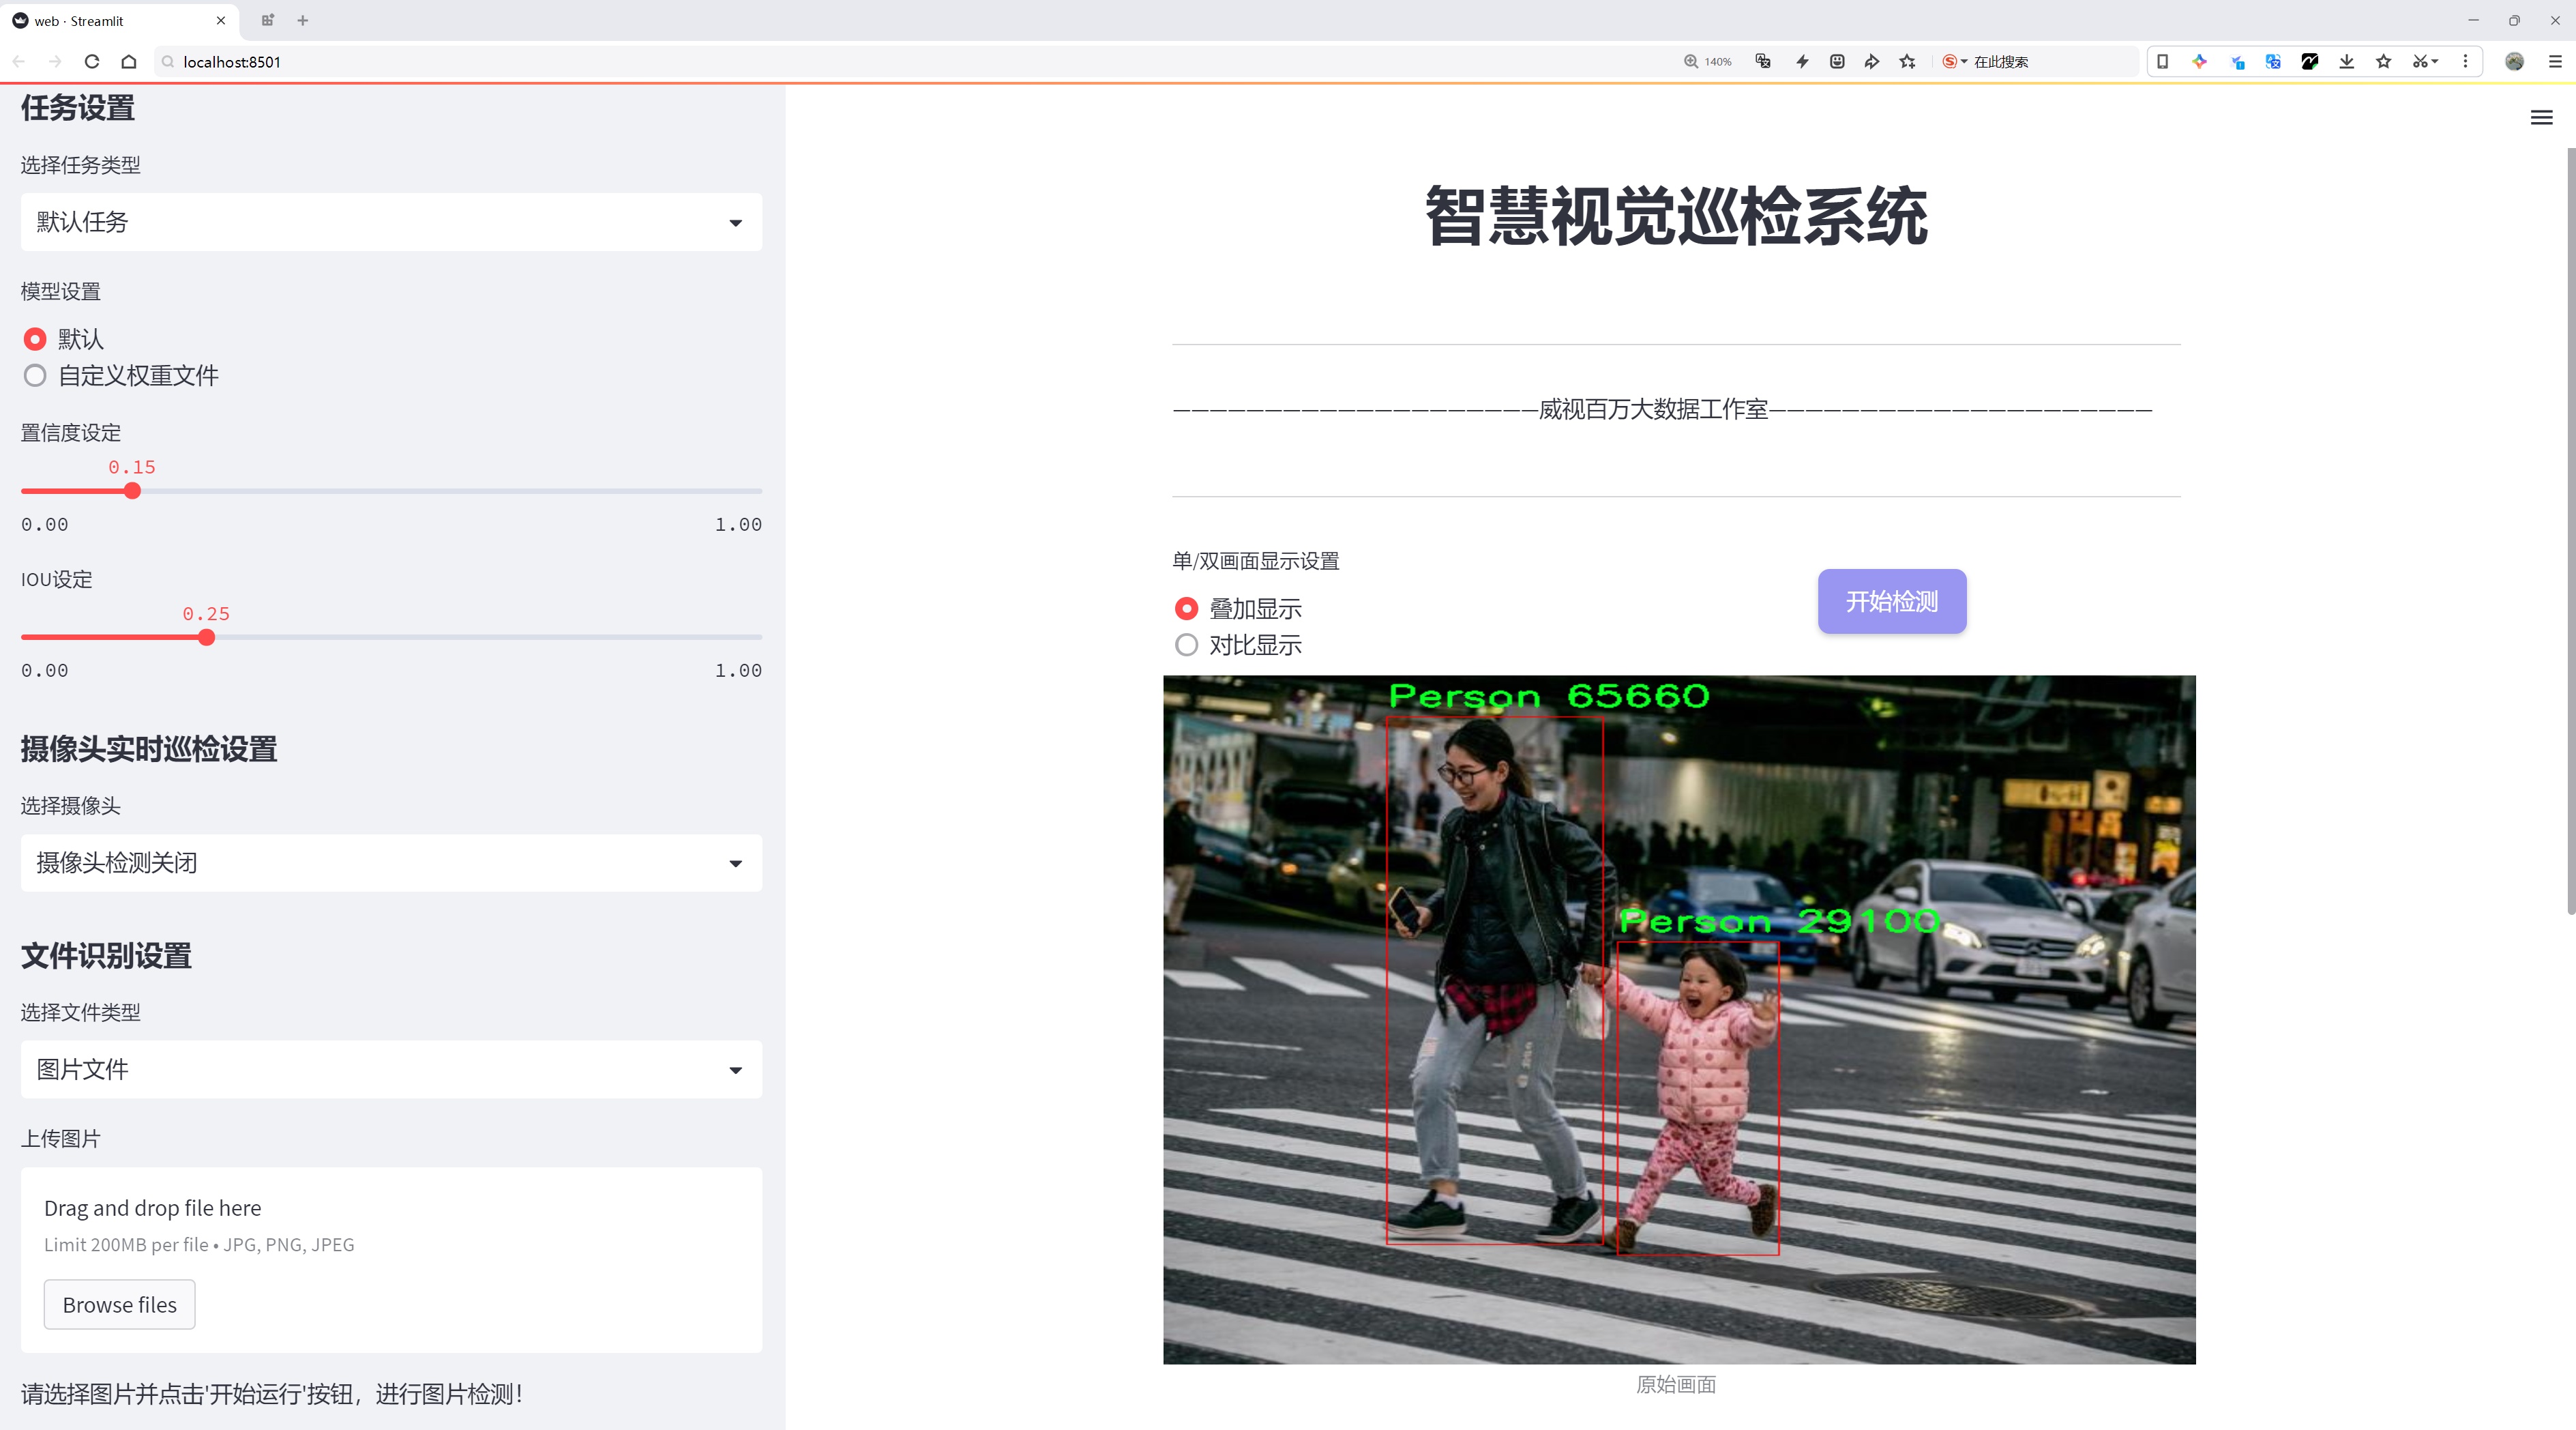 web · Streamlit
localhost:8501
140%
在此搜索
任务设置
选择任务类型
默认任务
模型设置
默认
自定义权重文件
置信度设定
0.15
0.00 1.00
IOU设定
0.25
0.00 1.00
摄像头实时巡检设置
选择摄像头
摄像头检测关闭
文件识别设置
选择文件类型
图片文件
上传图片
Drag and drop file here
Limit 200MB per file • JPG, PNG, JPEG
Browse files
请选择图片并点击'开始运行'按钮，进行图片检测！
智慧视觉巡检系统
————————————————————威视百万大数据工作室—————————————————————
单/双画面显示设置
叠加显示
对比显示
开始检测
Person 65660
Person 29100
原始画面